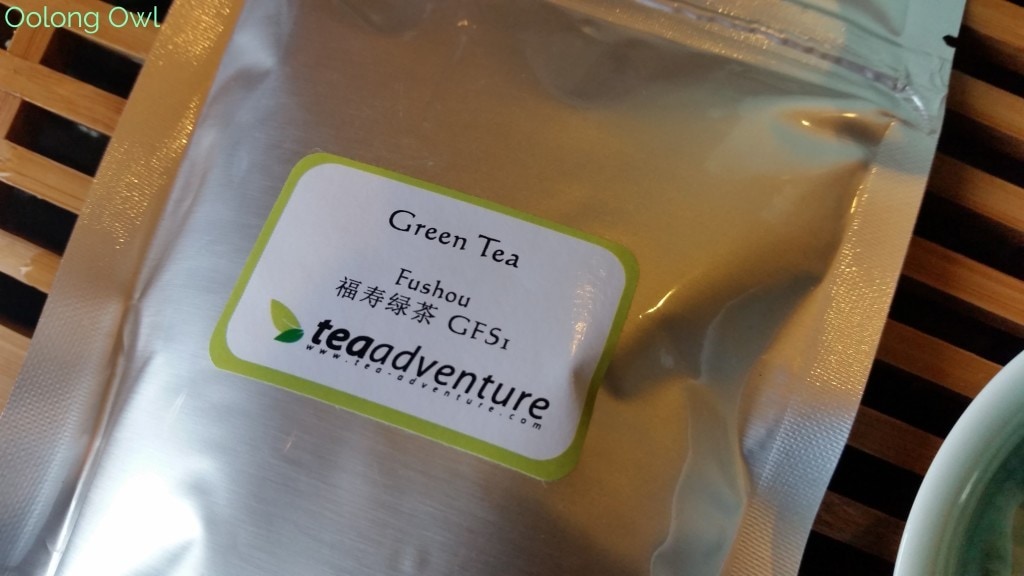 Oolong Owl
Green Tea
Fushou
福寿绿茶 GFS1
teaadventure
www.tea-adventure.com